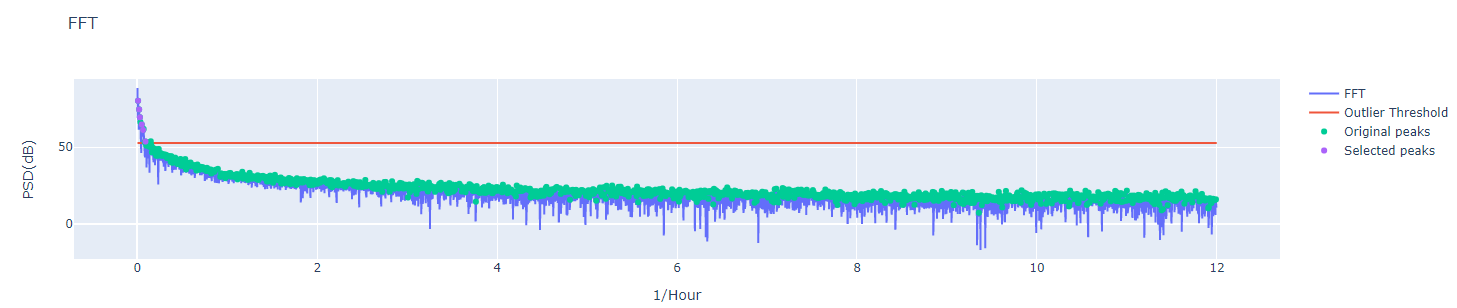 FFT
PSD(dB)
50
0
0 2 4 6 8 10 12
1/Hour
FFT
Outlier Threshold
Original peaks
Selected peaks